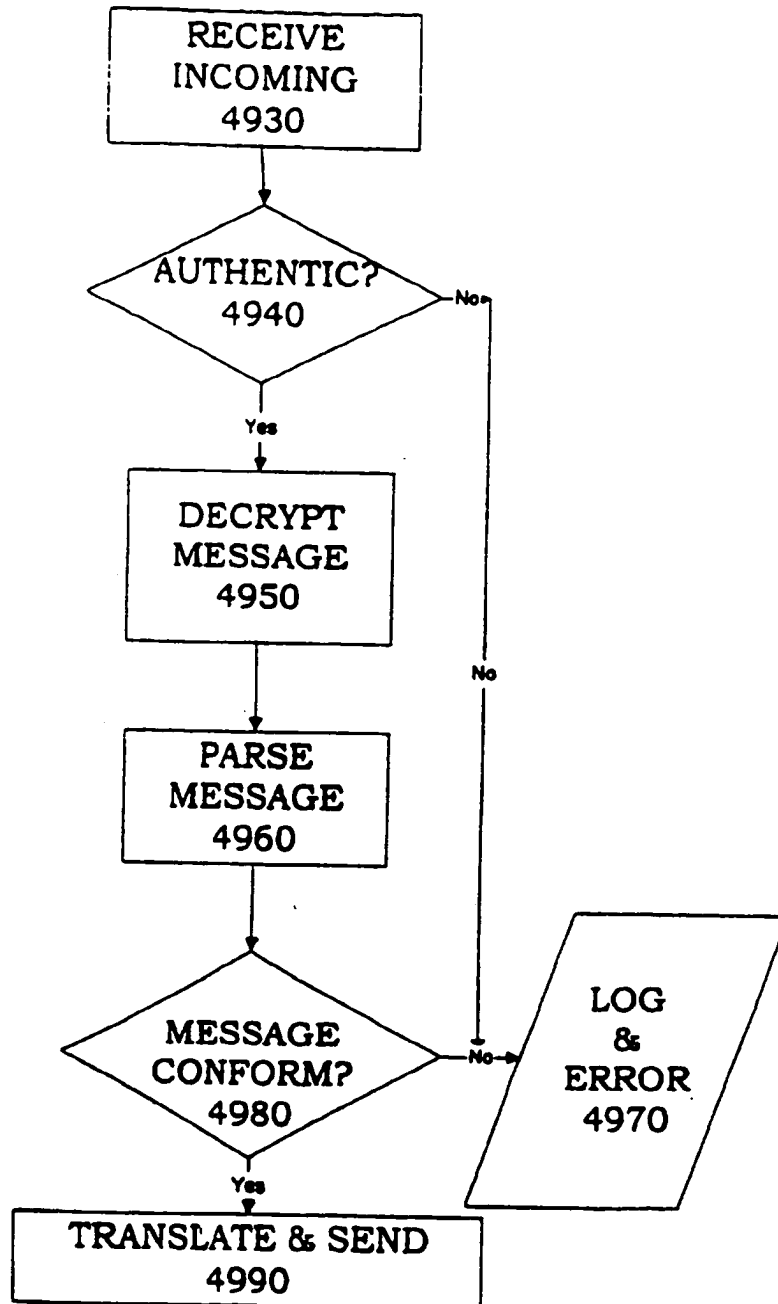 RECEIVE
INCOMING
4930
AUTHENTIC?
4940
No
Yes
DECRYPT
MESSAGE
4950
No
PARSE
MESSAGE
4960
MESSAGE
CONFORM?
4980
No
LOG
&
ERROR
4970
Yes
TRANSLATE & SEND
4990